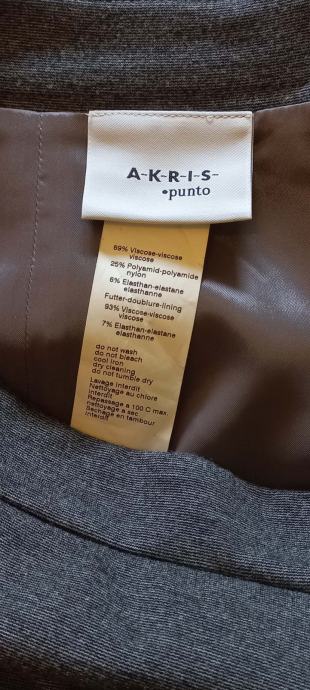 A-K-R-I-S-
•punto
69% Viscose-viscose
viscose
25% Polyamid-polyamide
nylon
6% Elasthan-elastane
elasthanne
Futter-doublure-lining
93% Viscose-viscose
viscose
7% Elasthan-elastane
elasthanne
do not wash
do not bleach
cool iron
dry cleaning
do not tumble dry
Lavage interdit
Nettoyage au chlore
interdit
Repassage a 100 C max.
nettoyage a sec
Sechage en tambour
interdit